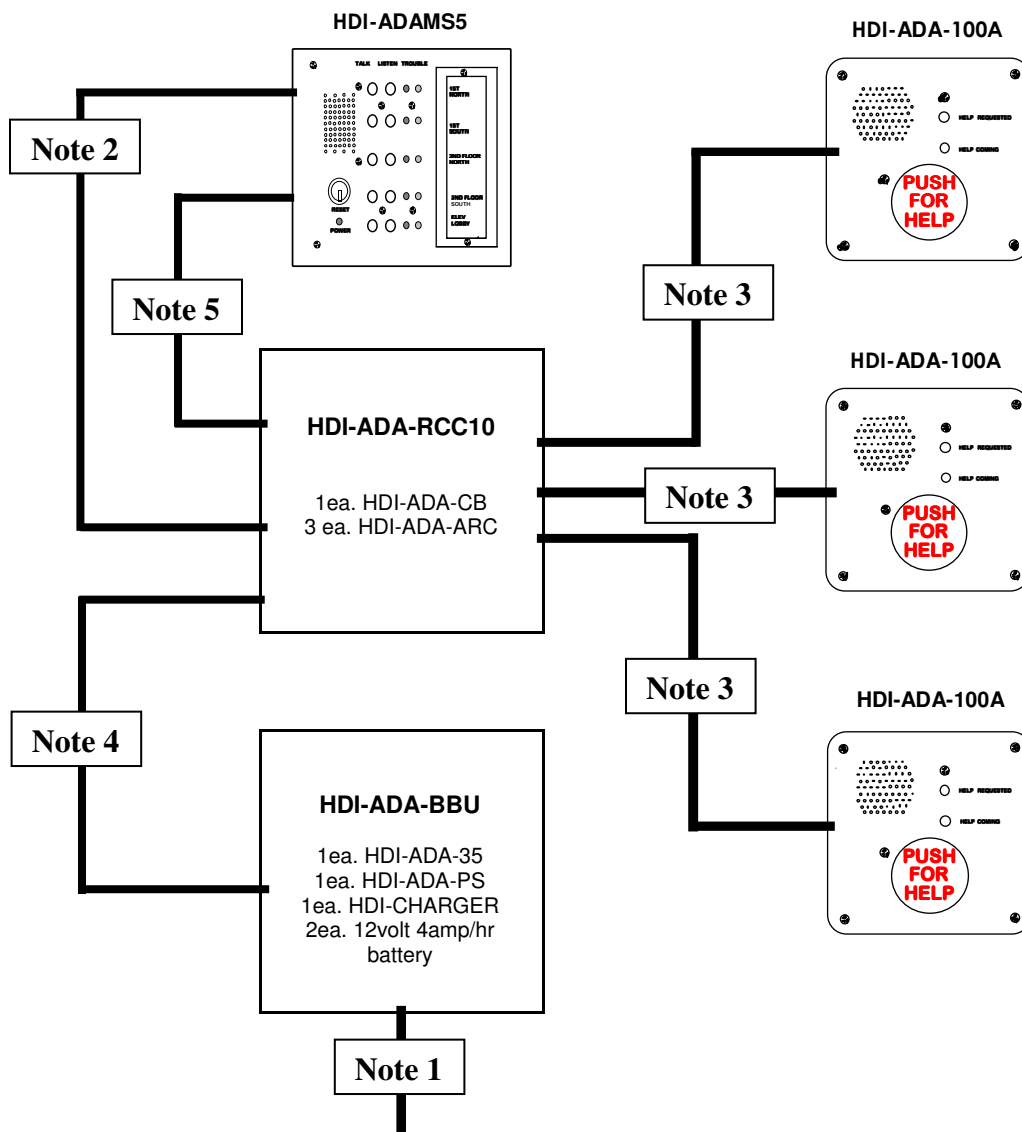 HDI-ADAMS5
TALK LISTEN TROUBLE
1ST
NORTH
1ST
SOUTH
2ND FLOOR
NORTH
2ND FLOOR
SOUTH
ELEV
LOBBY
RESET
POWER
HDI-ADA-100A
HELP REQUESTED
HELP COMING
PUSH
FOR
HELP
Note 2
Note 5
Note 3
HDI-ADA-RCC10
1ea. HDI-ADA-CB
3 ea. HDI-ADA-ARC
Note 3
HDI-ADA-100A
HELP REQUESTED
HELP COMING
PUSH
FOR
HELP
Note 4
Note 3
HDI-ADA-100A
HELP REQUESTED
HELP COMING
PUSH
FOR
HELP
HDI-ADA-BBU
1ea. HDI-ADA-35
1ea. HDI-ADA-PS
1ea. HDI-CHARGER
2ea. 12volt 4amp/hr
battery
Note 1